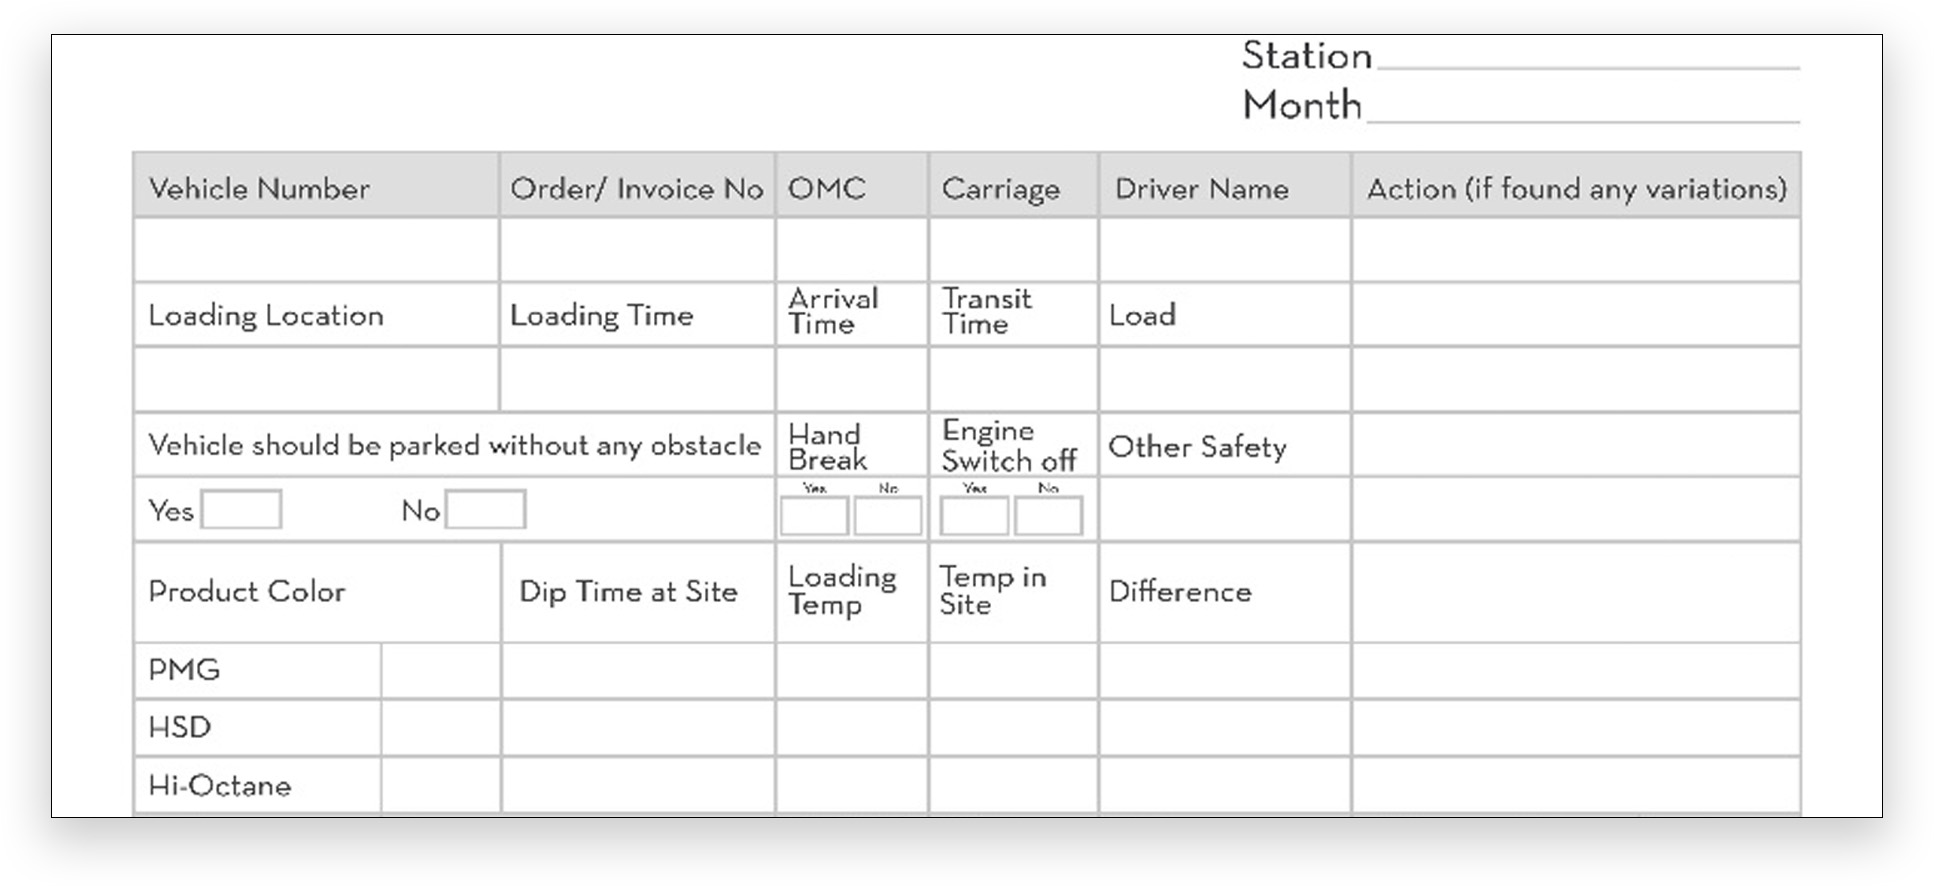 Station
Month
Vehicle Number Order/ Invoice No OMC Carriage Driver Name Action (if found any variations)
Loading Location Loading Time Arrival Time Transit Time Load
Vehicle should be parked without any obstacle Hand Break Engine Switch off Other Safety
Yes No Yes No Yes No
Product Color Dip Time at Site Loading Temp Temp in Site Difference
PMG
HSD
Hi-Octane